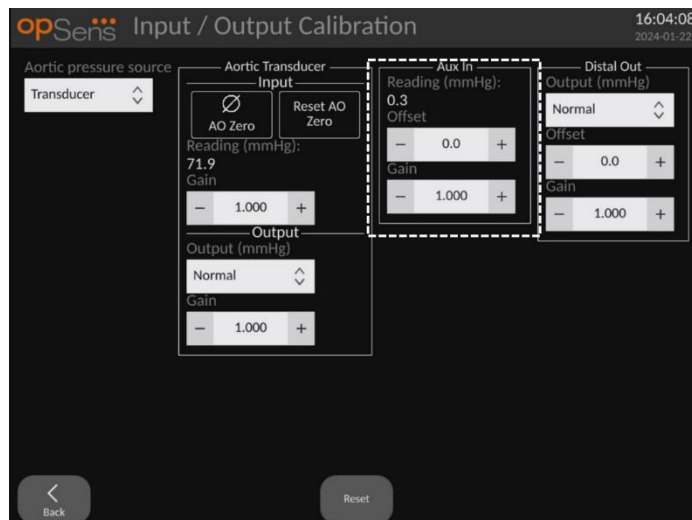 opSens Input / Output Calibration
16:04:08
2024-01-22
Aortic pressure source
Transducer
Aortic Transducer
Input
AO Zero
Reset AO
Zero
Reading (mmHg):
71.9
Gain
− 1.000 +
Output
Output (mmHg)
Normal
Gain
− 1.000 +
Aux In
Reading (mmHg):
0.3
Offset
− 0.0 +
Gain
− 1.000 +
Distal Out
Output (mmHg)
Normal
Offset
− 0.0 +
Gain
− 1.000 +
Back
Reset